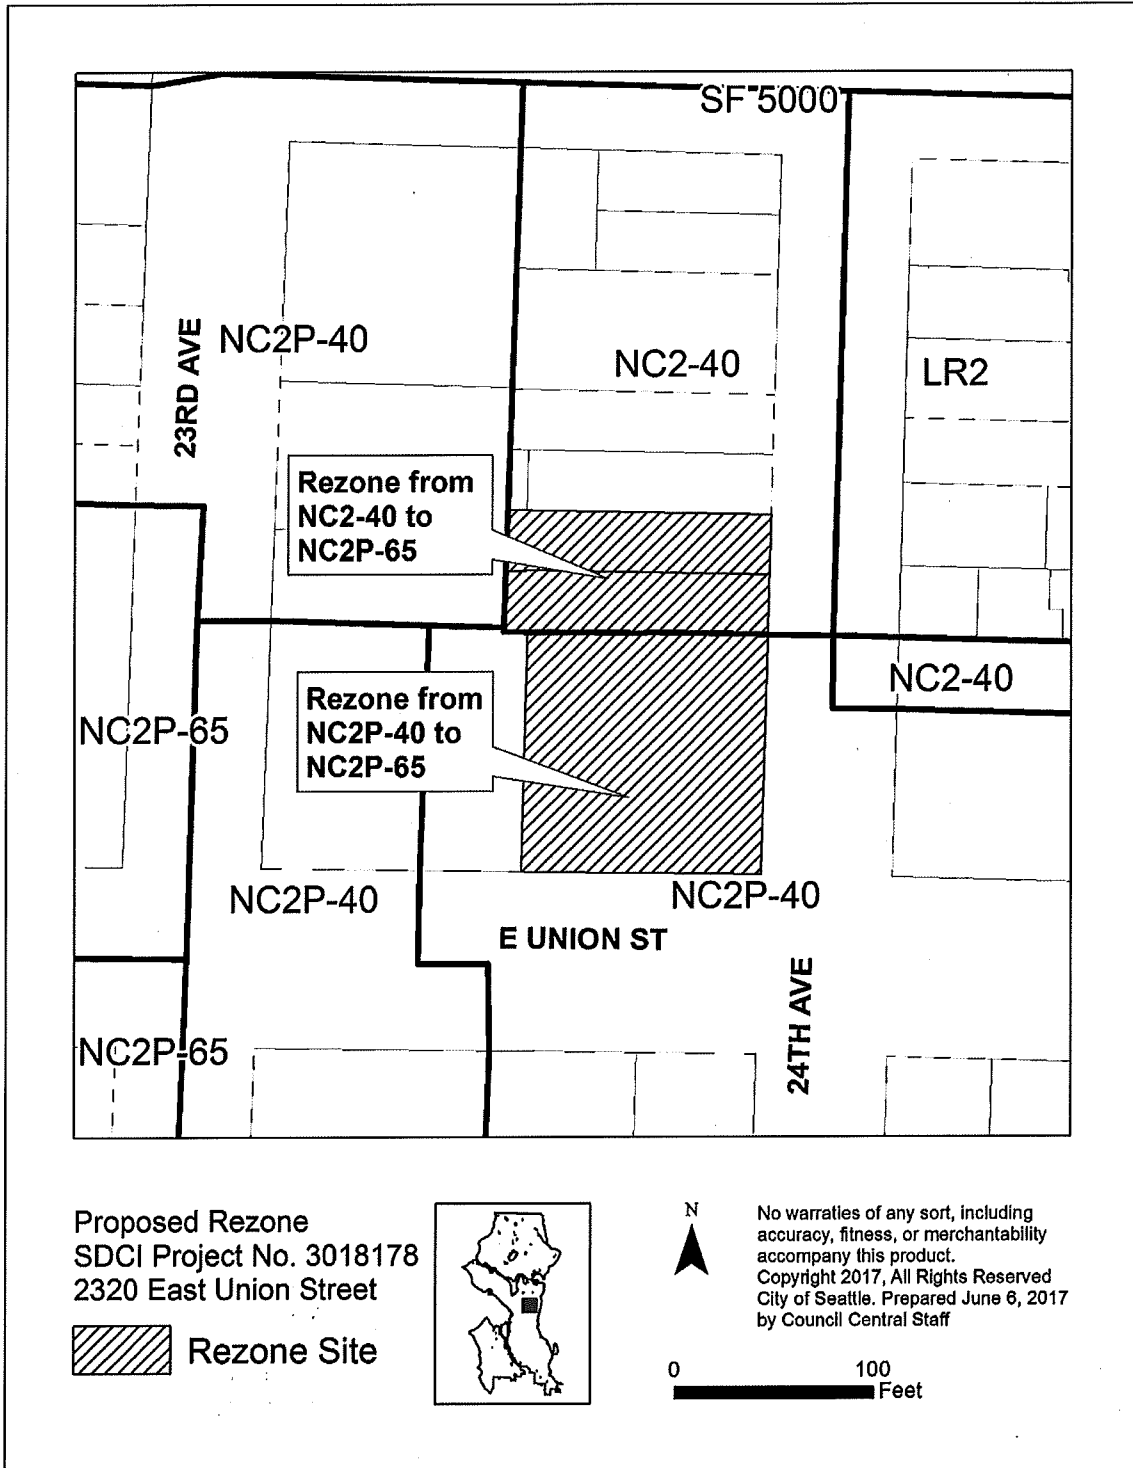 SF 5000
23RD AVE
NC2P-40
NC2-40
LR2
Rezone from
NC2-40 to
NC2P-65
NC2-40
Rezone from
NC2P-40 to
NC2P-65
NC2P-65
NC2P-40
NC2P-40
E UNION ST
24TH AVE
NC2P-65
Proposed Rezone
SDCI Project No. 3018178
2320 East Union Street
Rezone Site
N
No warraties of any sort, including
accuracy, fitness, or merchantability
accompany this product.
Copyright 2017, All Rights Reserved
City of Seattle. Prepared June 6, 2017
by Council Central Staff
0 100
Feet